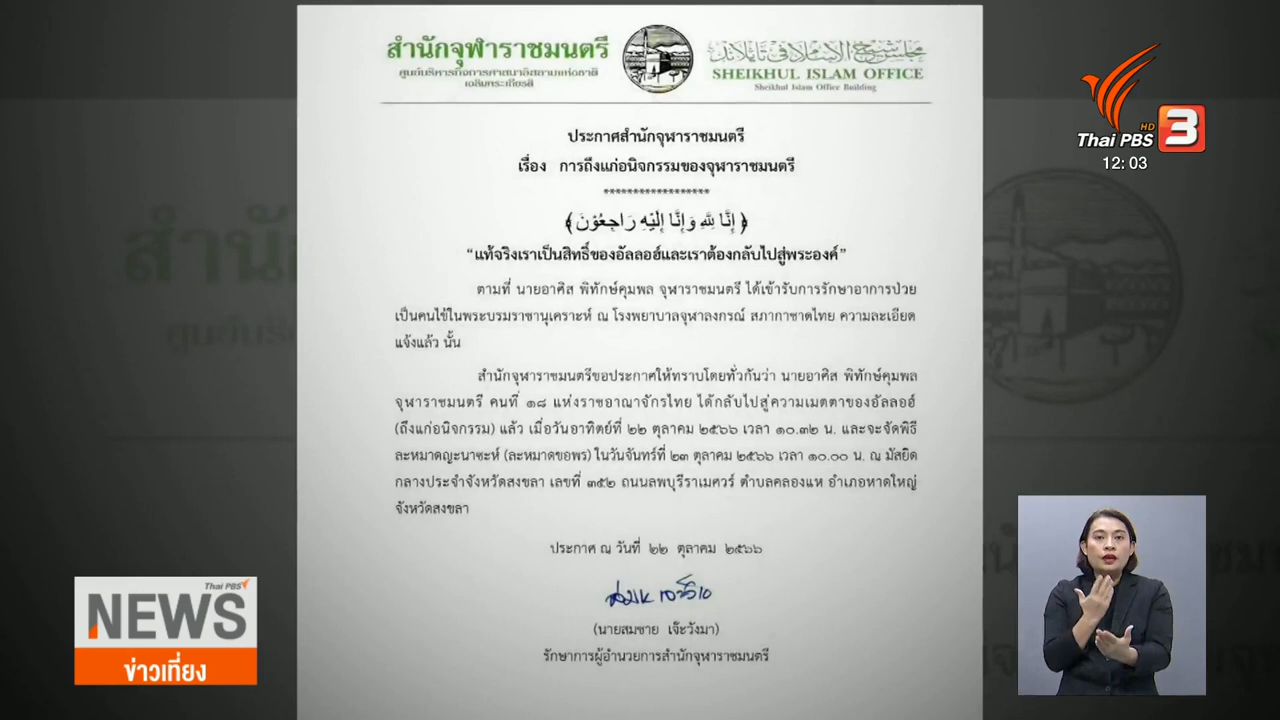 สำนักจุฬาราชมนตรี
ศูนย์บริหารกิจการศาสนาอิสลามแห่งชาติ
เฉลิมพระเกียรติ
مجلس شيخ الإسلام في تايلاند
SHEIKHUL ISLAM OFFICE
Sheikhul Islam Office Building
ประกาศสำนักจุฬาราชมนตรี
เรื่อง การถึงแก่อนิจกรรมของจุฬาราชมนตรี
******************
﴿ إِنَّا لِلَّهِ وَإِنَّا إِلَيْهِ رَاجِعُوْنَ ﴾
“แท้จริงเราเป็นสิทธิ์ของอัลลอฮ์และเราต้องกลับไปสู่พระองค์”
ตามที่ นายอาศิส พิทักษ์คุมพล จุฬาราชมนตรี ได้เข้ารับการรักษาอาการป่วย
เป็นคนไข้ในพระบรมราชานุเคราะห์ ณ โรงพยาบาลจุฬาลงกรณ์ สภากาชาดไทย ความละเอียด
แจ้งแล้ว นั้น
สำนักจุฬาราชมนตรีขอประกาศให้ทราบโดยทั่วกันว่า นายอาศิส พิทักษ์คุมพล
จุฬาราชมนตรี คนที่ ๑๘ แห่งราชอาณาจักรไทย ได้กลับไปสู่ความเมตตาของอัลลอฮ์
(ถึงแก่อนิจกรรม) แล้ว เมื่อวันอาทิตย์ที่ ๒๒ ตุลาคม ๒๕๖๖ เวลา ๑๐.๓๒ น. และจะจัดพิธี
ละหมาดญะนาซะห์ (ละหมาดขอพร) ในวันจันทร์ที่ ๒๓ ตุลาคม ๒๕๖๖ เวลา ๑๐.๐๐ น. ณ มัสยิด
กลางประจำจังหวัดสงขลา เลขที่ ๓๕๒ ถนนลพบุรีราเมศวร์ ตำบลคลองแห อำเภอหาดใหญ่
จังหวัดสงขลา
ประกาศ ณ วันที่ ๒๒ ตุลาคม ๒๕๖๖
(นายสมชาย เจ๊ะวังมา)
รักษาการผู้อำนวยการสำนักจุฬาราชมนตรี
Thai PBS HD 3
12:03
Thai PBS
NEWS
ข่าวเที่ยง